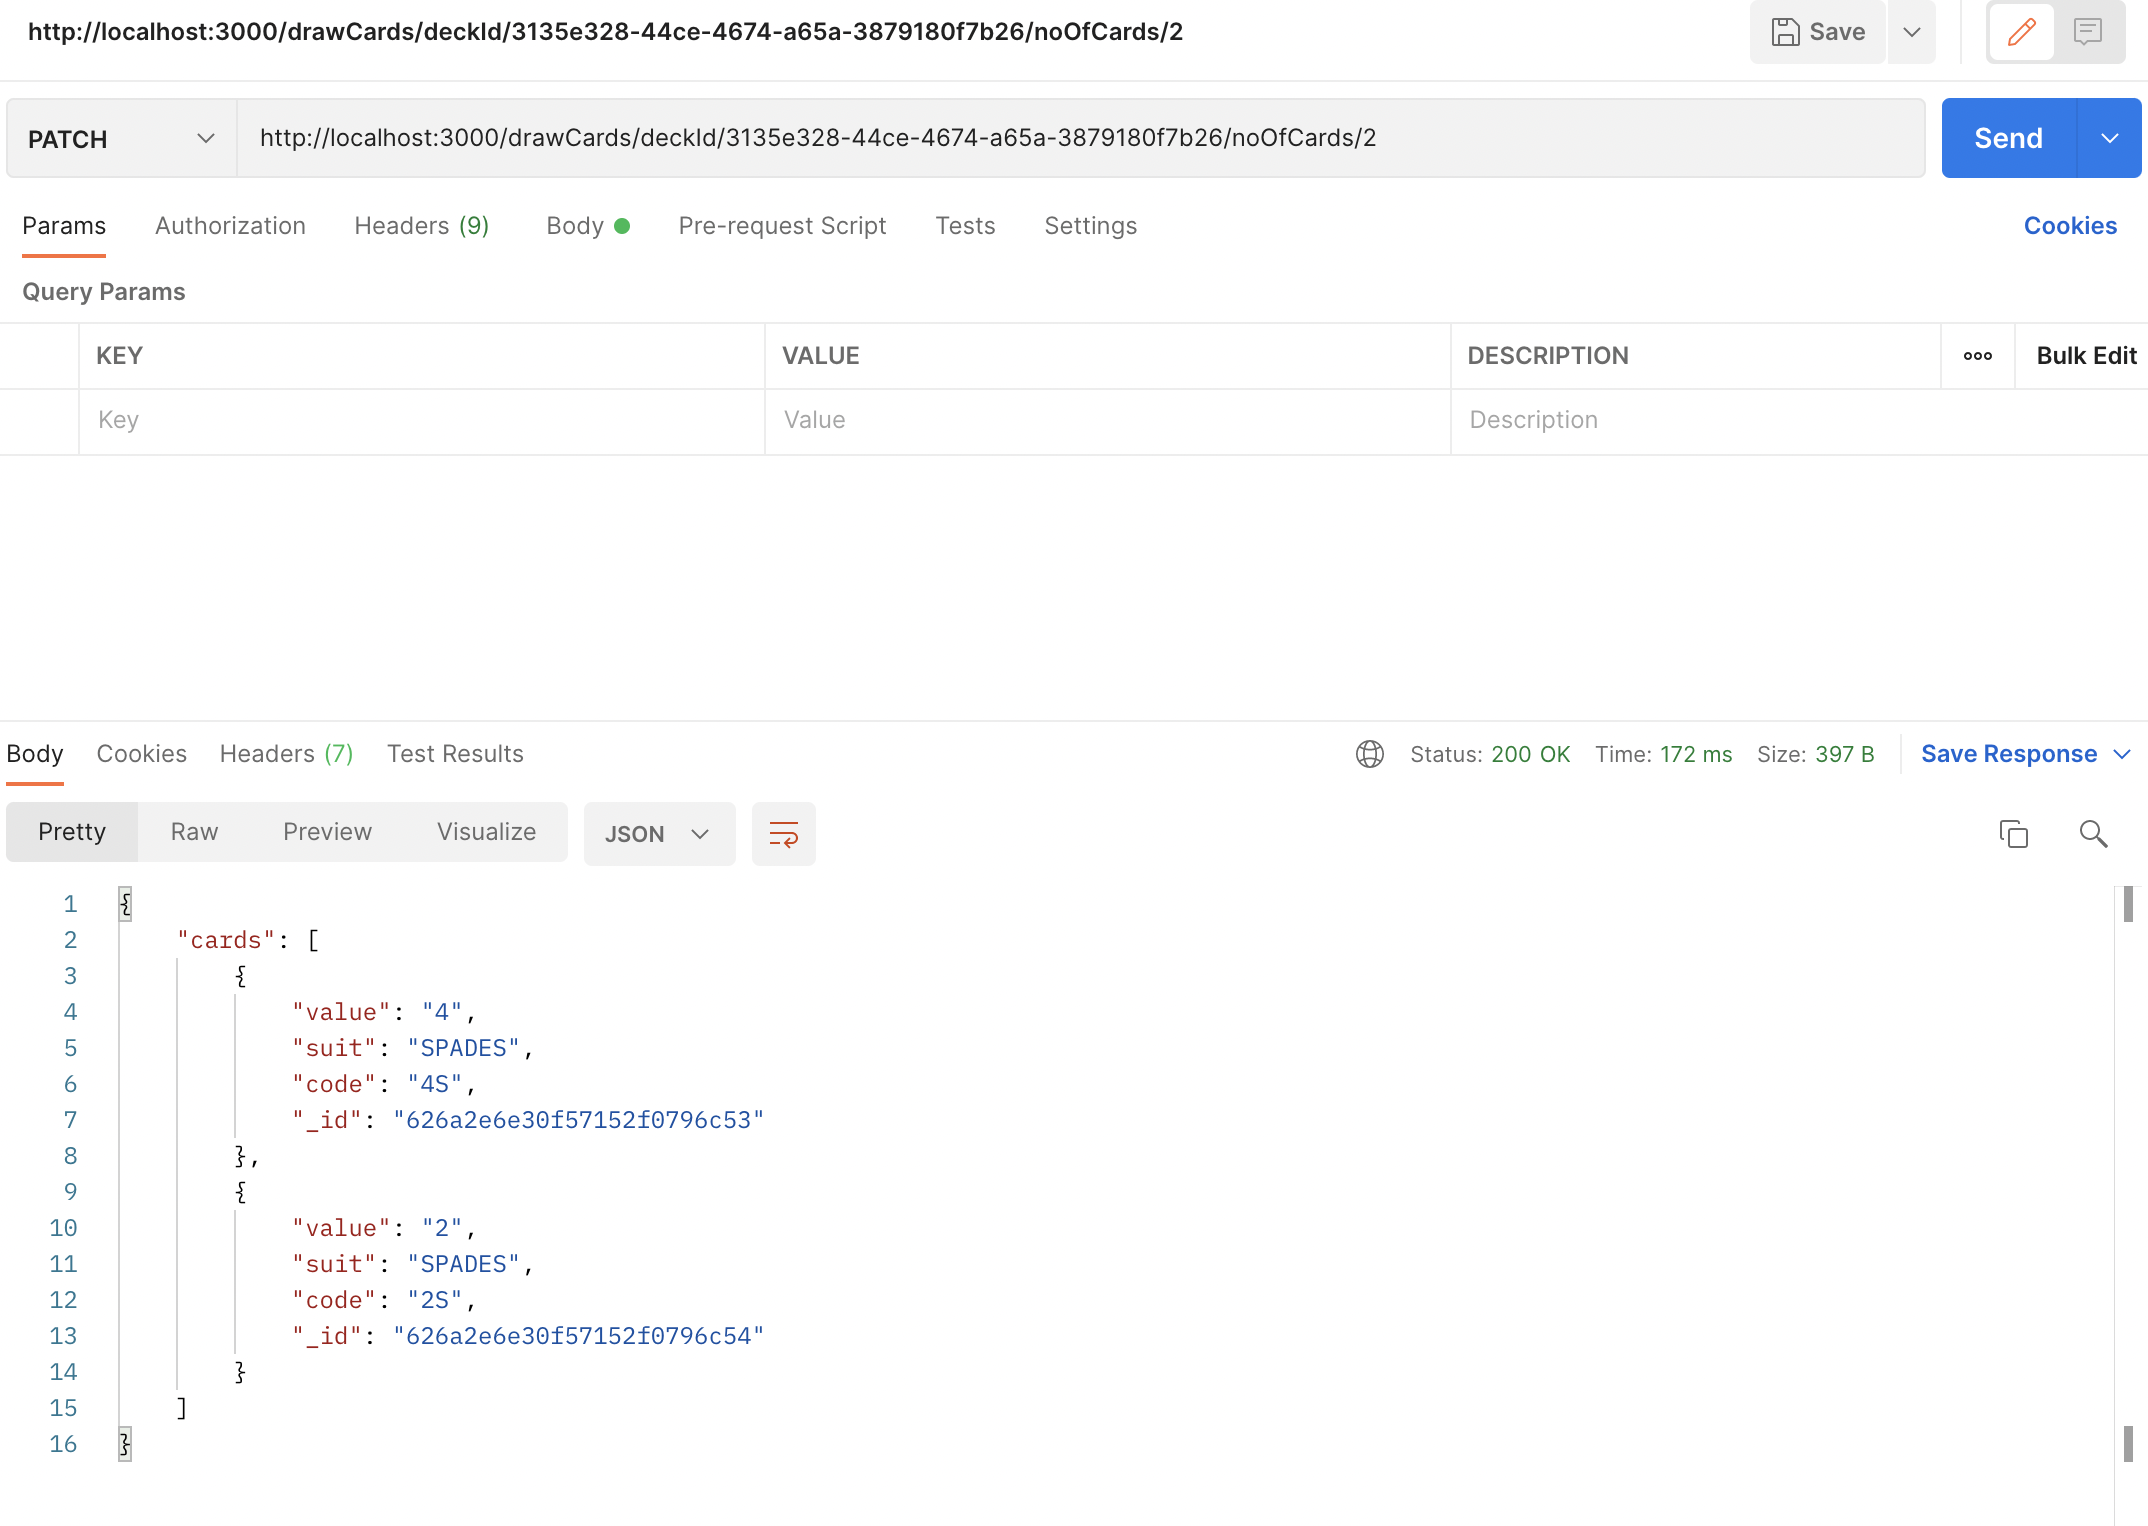 http://localhost:3000/drawCards/deckId/3135e328-44ce-4674-a65a-3879180f7b26/noOfCards/2
Save
PATCH http://localhost:3000/drawCards/deckId/3135e328-44ce-4674-a65a-3879180f7b26/noOfCards/2 Send
Params Authorization Headers (9) Body Pre-request Script Tests Settings Cookies
Query Params
KEY VALUE DESCRIPTION Bulk Edit
Key Value Description
Body Cookies Headers (7) Test Results Status: 200 OK Time: 172 ms Size: 397 B Save Response
Pretty Raw Preview Visualize JSON
1 {
2 "cards": [
3 {
4 "value": "4",
5 "suit": "SPADES",
6 "code": "4S",
7 "_id": "626a2e6e30f57152f0796c53"
8 },
9 {
10 "value": "2",
11 "suit": "SPADES",
12 "code": "2S",
13 "_id": "626a2e6e30f57152f0796c54"
14 }
15 ]
16 }